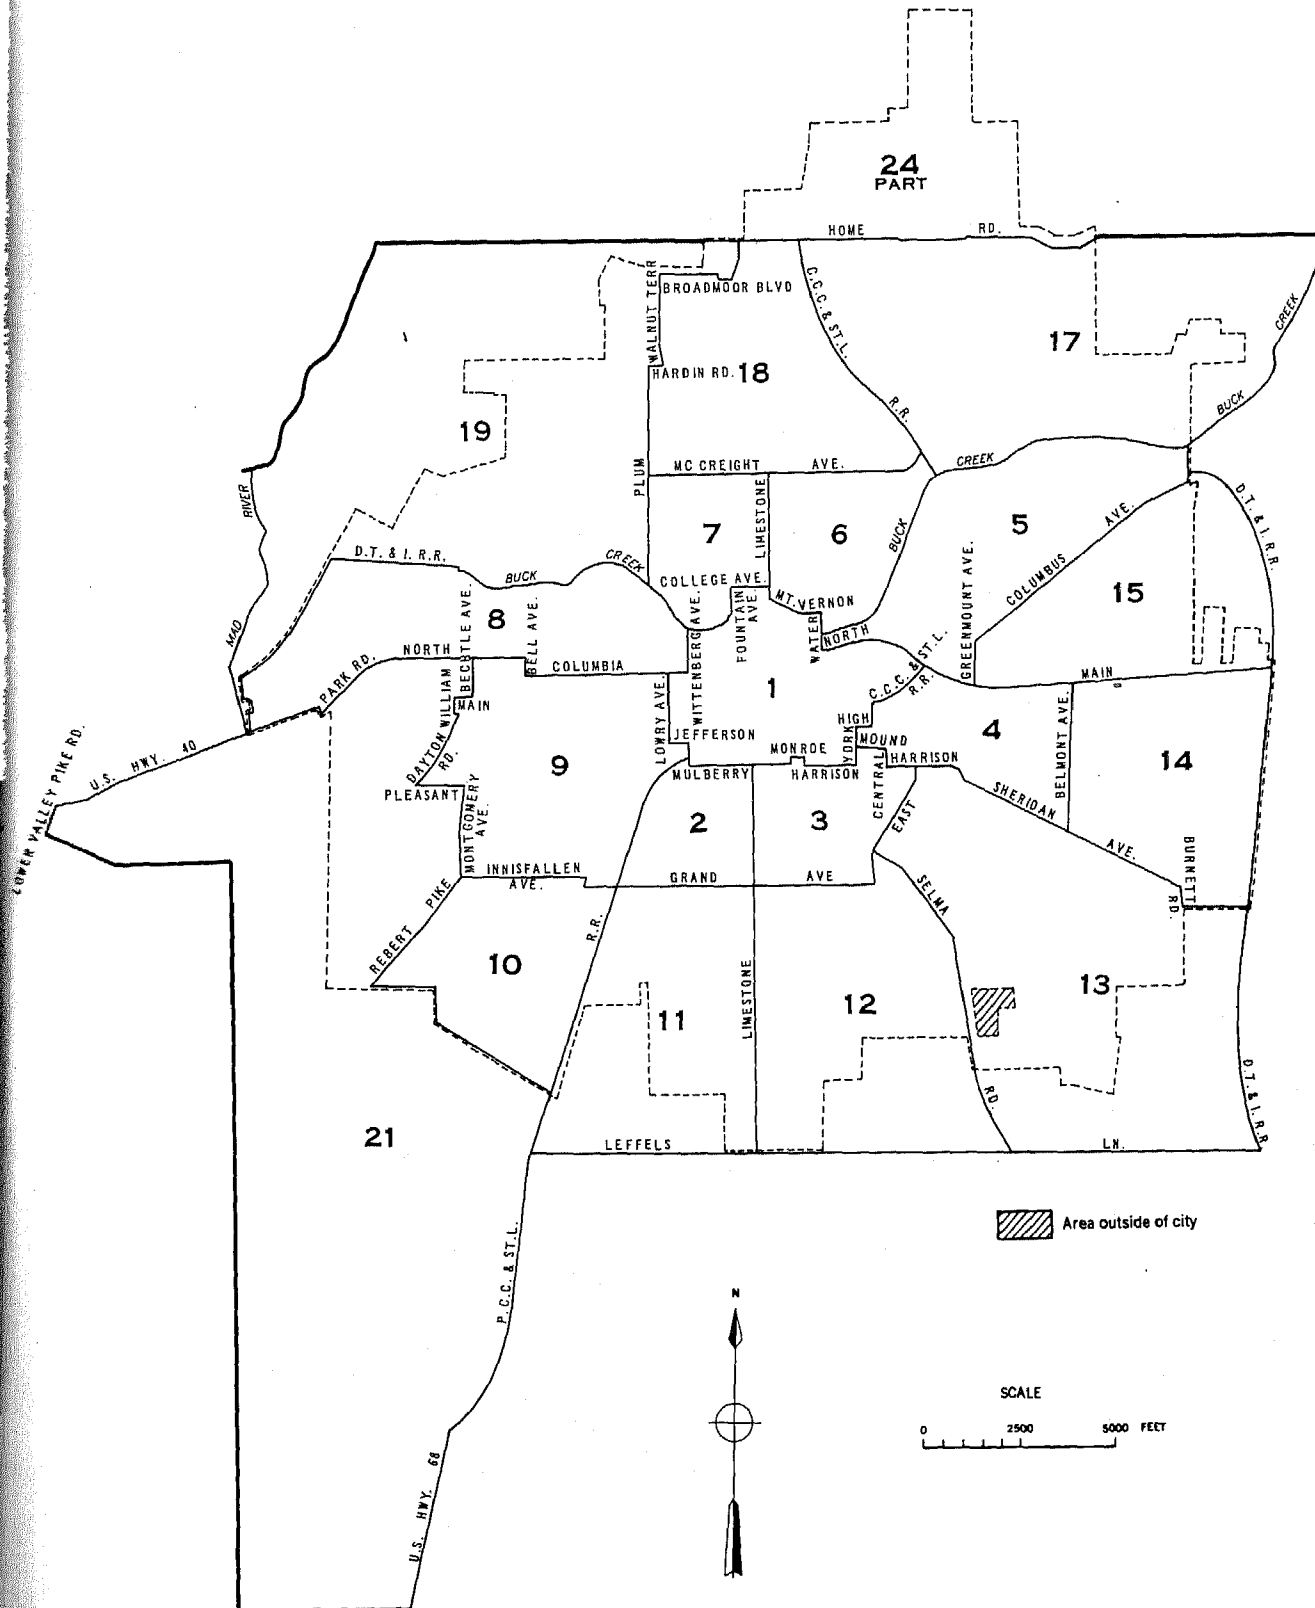 24
PART
HOME RD.
BROADMOOR BLVD
WALNUT TERR
C.C.C. & ST. L. R.R.
CREEK
17
HARDIN RD.
18
BUCK
19
MC CREIGHT AVE.
CREEK
PLUM
LIMESTONE
RIVER
AVE.
D.T. & I. R.R.
5
7
6
BUCK
D.T. & I. R.R.
BUCK
CREEK
COLLEGE AVE.
GREENMOUNT AVE.
COLUMBUS
15
MT. VERNON
8
BECHTLE AVE.
BELL AVE.
WITTENBERG AVE.
FOUNTAIN AVE.
WATER
NORTH
MAD
NORTH
PARK RD.
COLUMBIA
C.C.C. & ST. L. R.R.
MAIN
1
WILLIAM
MAIN
LOWRY AVE.
HIGH
BELMONT AVE.
4
JEFFERSON
MONROE
YORK
MOUND
U.S. HWY. 40
LOWER VALLEY PIKE RD.
DAYTON RD.
9
MULBERRY
HARRISON
HARRISON
14
PLEASANT
CENTRAL
SHERIDAN AVE.
MONTGOMERY AVE.
2
3
EAST
BURNETT RD.
INNISFALLEN AVE.
GRAND AVE
REBERT PIKE
SELMA
R.R.
10
13
11
LIMESTONE
12
RD.
D.T. & I. R.R.
21
LEFFELS LN.
Area outside of city
P.C.C. & ST. L.
N
SCALE
0 2500 5000 FEET
U.S. HWY. 68